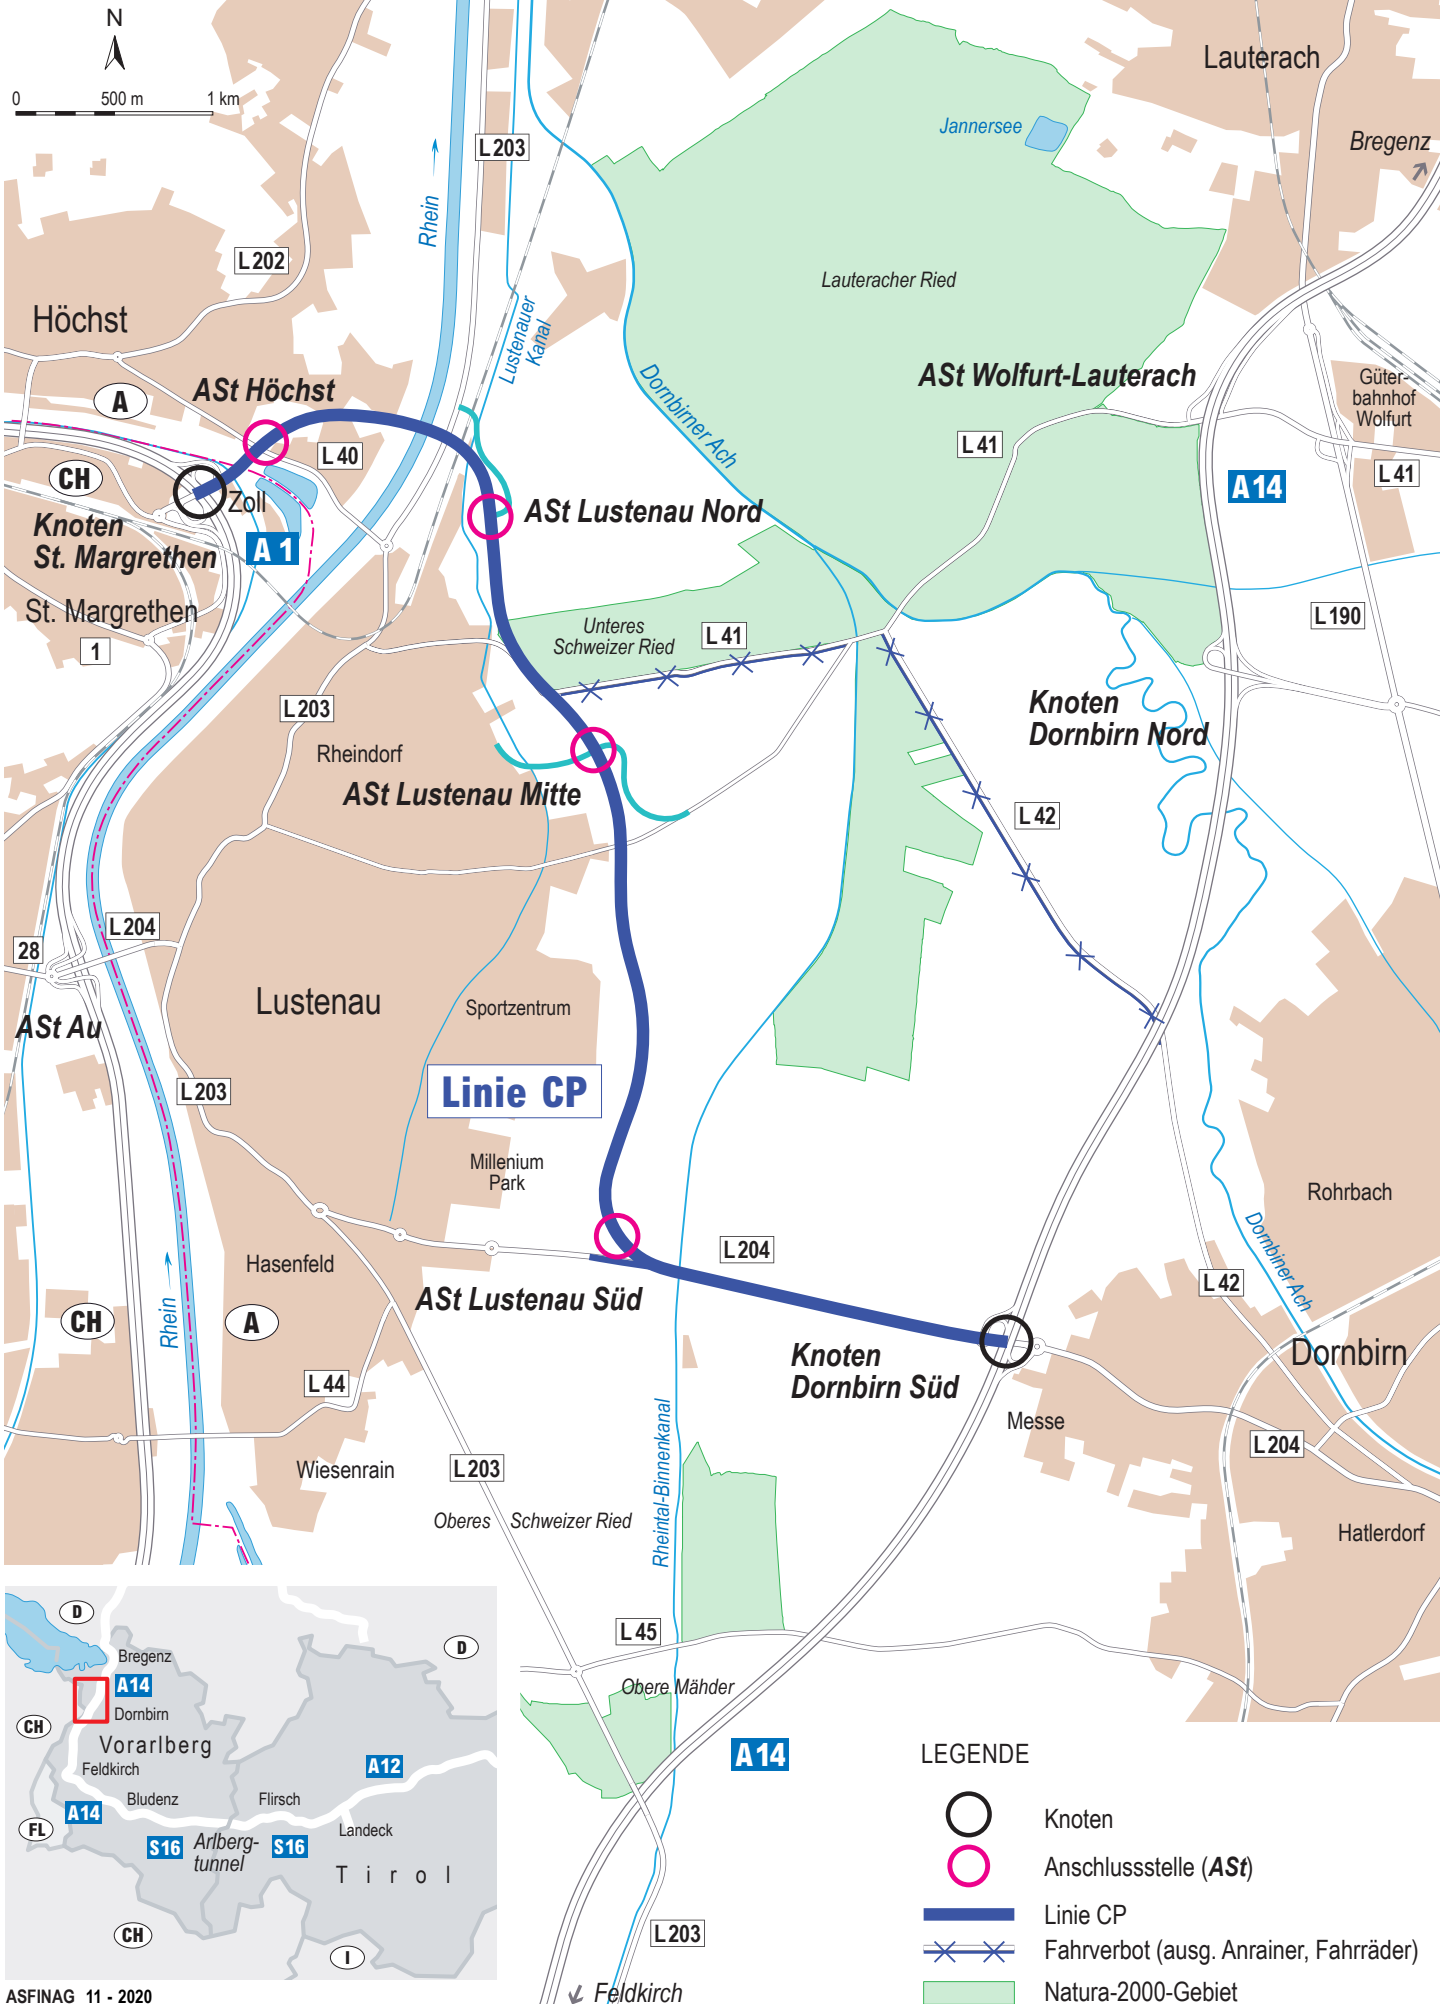 N
0 500 m 1 km
Lauterach
Jannersee
Bregenz
L 203
Rhein
L 202
Lauteracher Ried
Höchst
Lustenauer
Kanal
Dornbirner Ach
ASt Höchst
ASt Wolfurt-Lauterach
Güter-
bahnhof
Wolfurt
A
L 40
L 41
L 41
CH
Zoll
A14
Knoten
St. Margrethen
A 1
ASt Lustenau Nord
St. Margrethen
1
Unteres
Schweizer Ried
L 41
L 190
L 203
Rheindorf
Knoten
Dornbirn Nord
ASt Lustenau Mitte
L 42
L 204
28
Lustenau
Sportzentrum
ASt Au
L 203
Linie CP
Millenium
Park
Rohrbach
Hasenfeld
L 204
Dornbiner Ach
L 42
ASt Lustenau Süd
CH
Rhein
A
Knoten
Dornbirn Süd
Dornbirn
L 44
Messe
L 204
Wiesenrain
L 203
Rheintal-Binnenkanal
Oberes Schweizer Ried
Hatlerdorf
L 45
Obere Mähder
A14
L 203
Feldkirch
D
Bregenz
D
A14
Dornbirn
CH
Vorarlberg
Feldkirch
A12
Bludenz
Flirsch
A14
FL
S16
Arlberg-
tunnel
S16
Landeck
Tirol
CH
I
ASFINAG 11 - 2020
LEGENDE
Knoten
Anschlussstelle (ASt)
Linie CP
Fahrverbot (ausg. Anrainer, Fahrräder)
Natura-2000-Gebiet